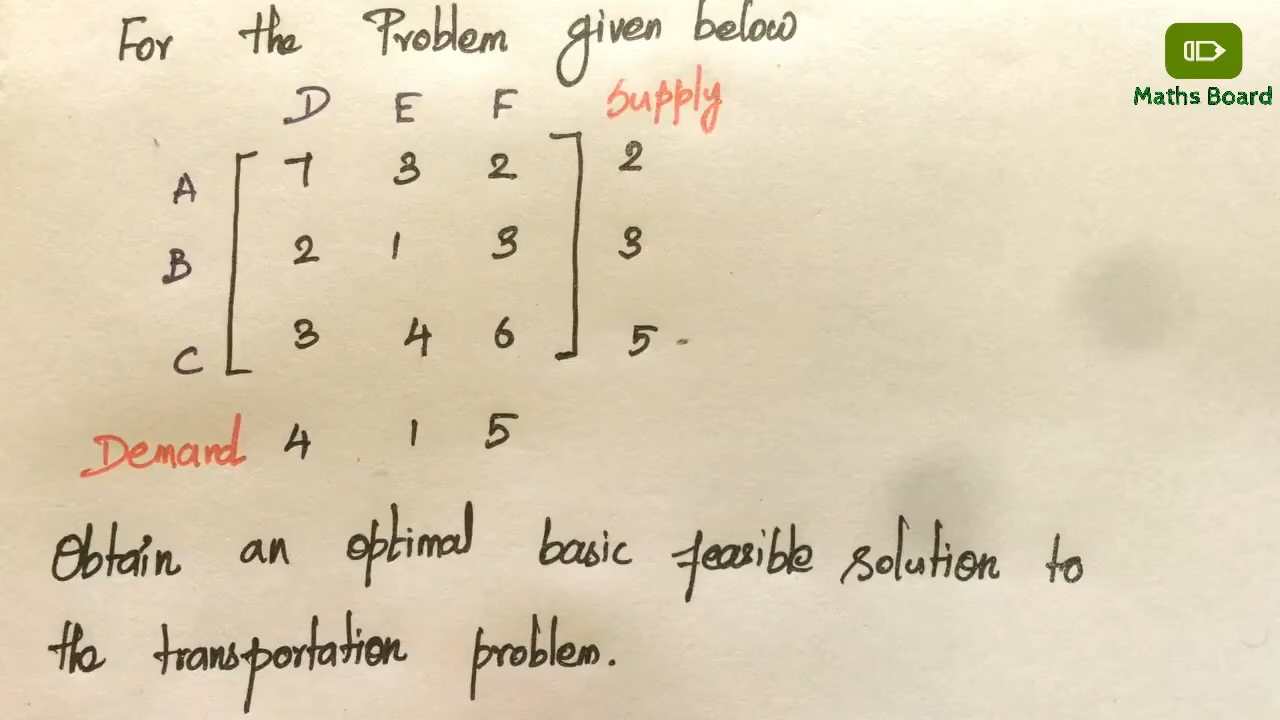 For the Problem given below
Maths Board
D E F Supply
A 7 3 2 2
B 2 1 3 3
C 3 4 6 5
Demand 4 1 5
Obtain an optimal basic feasible solution to
the transportation problem.